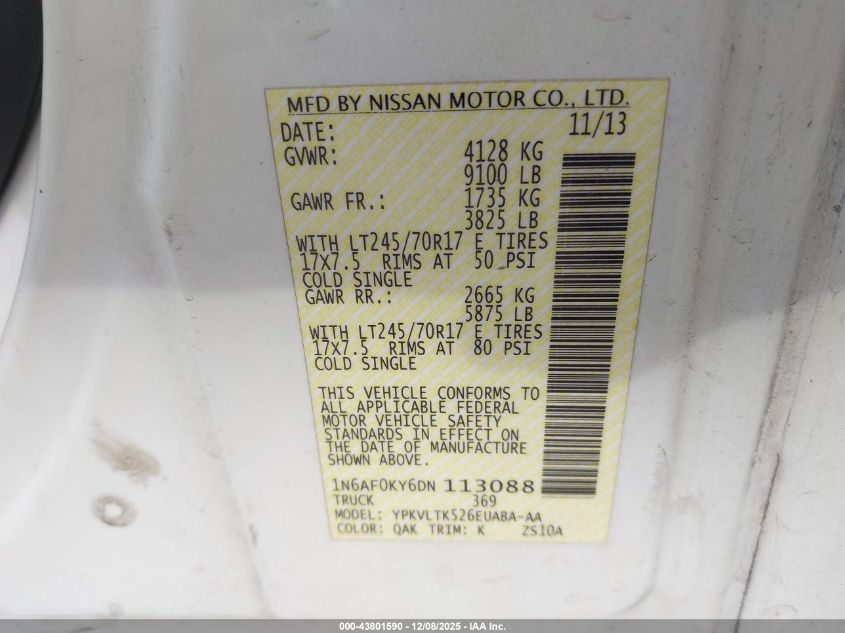 MFD BY NISSAN MOTOR CO., LTD.
DATE: 11/13
GVWR: 4128 KG
9100 LB
GAWR FR.: 1735 KG
3825 LB
WITH LT245/70R17 E TIRES
17X7.5 RIMS AT 50 PSI
COLD SINGLE
GAWR RR.: 2665 KG
5875 LB
WITH LT245/70R17 E TIRES
17X7.5 RIMS AT 80 PSI
COLD SINGLE
THIS VEHICLE CONFORMS TO
ALL APPLICABLE FEDERAL
MOTOR VEHICLE SAFETY
STANDARDS IN EFFECT ON
THE DATE OF MANUFACTURE
SHOWN ABOVE.
1N6AF0KY6DN 113088
TRUCK 369
MODEL: YPKVLTK526EUABA-AA
COLOR: QAK TRIM: K ZS10A
000-43801590 - 12/08/2025 - IAA Inc.